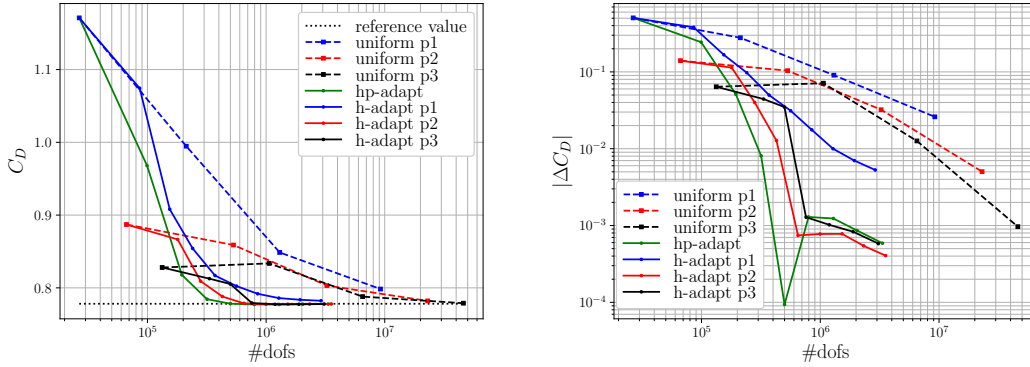 1.1
1.0
0.9
0.8
C_D
10^5
10^6
10^7
#dofs
reference value
uniform p1
uniform p2
uniform p3
hp-adapt
h-adapt p1
h-adapt p2
h-adapt p3
10^{-1}
10^{-2}
10^{-3}
10^{-4}
|ΔC_D|
10^5
10^6
10^7
#dofs
uniform p1
uniform p2
uniform p3
hp-adapt
h-adapt p1
h-adapt p2
h-adapt p3